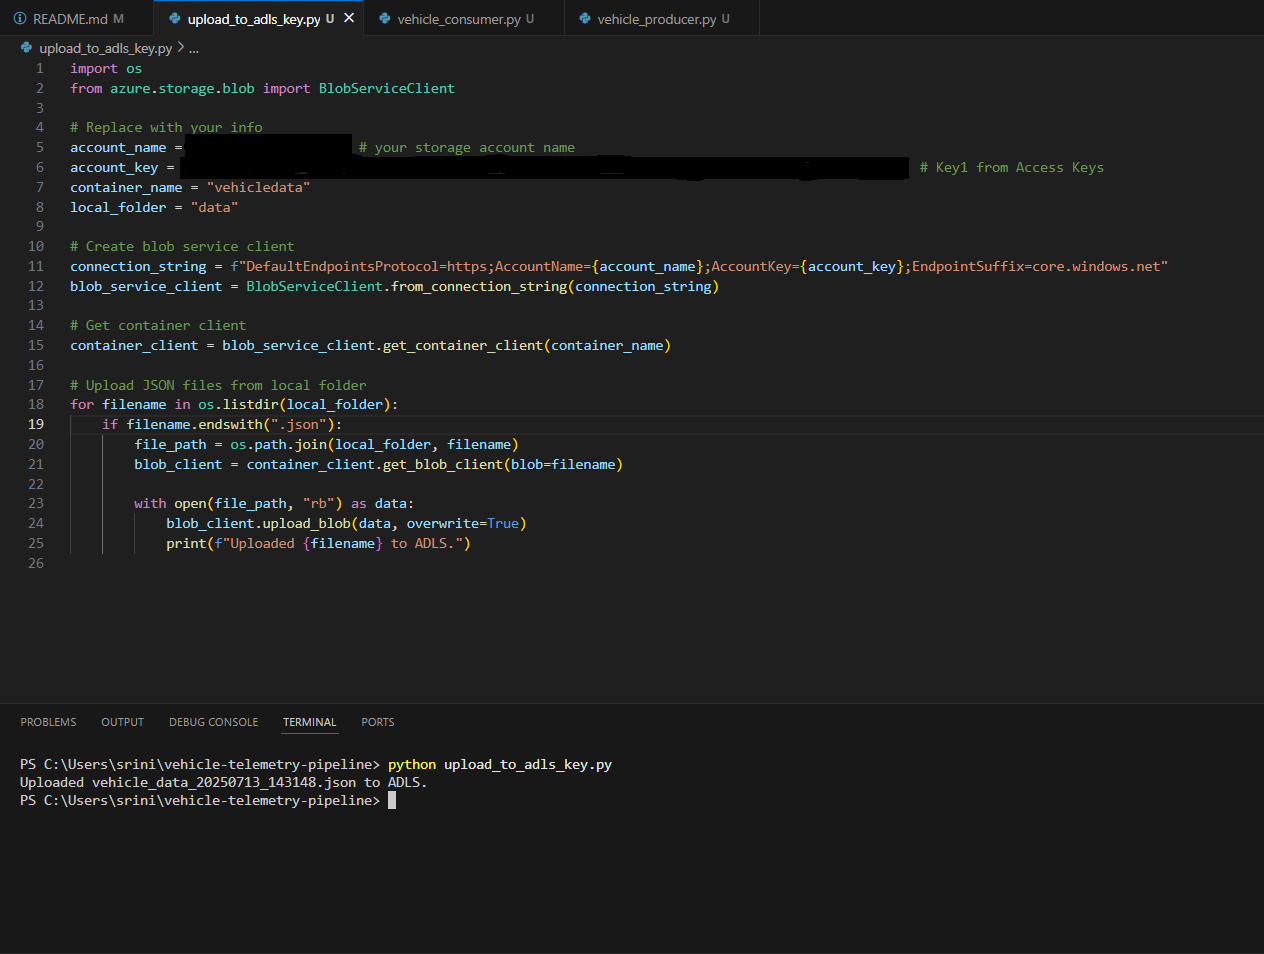 README.md M
upload_to_adls_key.py U
vehicle_consumer.py U
vehicle_producer.py U
upload_to_adls_key.py > ...
1 import os
2 from azure.storage.blob import BlobServiceClient
3
4 # Replace with your info
5 account_name = # your storage account name
6 account_key = # Key1 from Access Keys
7 container_name = "vehicledata"
8 local_folder = "data"
9
10 # Create blob service client
11 connection_string = f"DefaultEndpointsProtocol=https;AccountName={account_name};AccountKey={account_key};EndpointSuffix=core.windows.net"
12 blob_service_client = BlobServiceClient.from_connection_string(connection_string)
13
14 # Get container client
15 container_client = blob_service_client.get_container_client(container_name)
16
17 # Upload JSON files from local folder
18 for filename in os.listdir(local_folder):
19     if filename.endswith(".json"):
20         file_path = os.path.join(local_folder, filename)
21         blob_client = container_client.get_blob_client(blob=filename)
22
23         with open(file_path, "rb") as data:
24             blob_client.upload_blob(data, overwrite=True)
25             print(f"Uploaded {filename} to ADLS.")
26
PROBLEMS OUTPUT DEBUG CONSOLE TERMINAL PORTS
PS C:\Users\srini\vehicle-telemetry-pipeline> python upload_to_adls_key.py
Uploaded vehicle_data_20250713_143148.json to ADLS.
PS C:\Users\srini\vehicle-telemetry-pipeline>